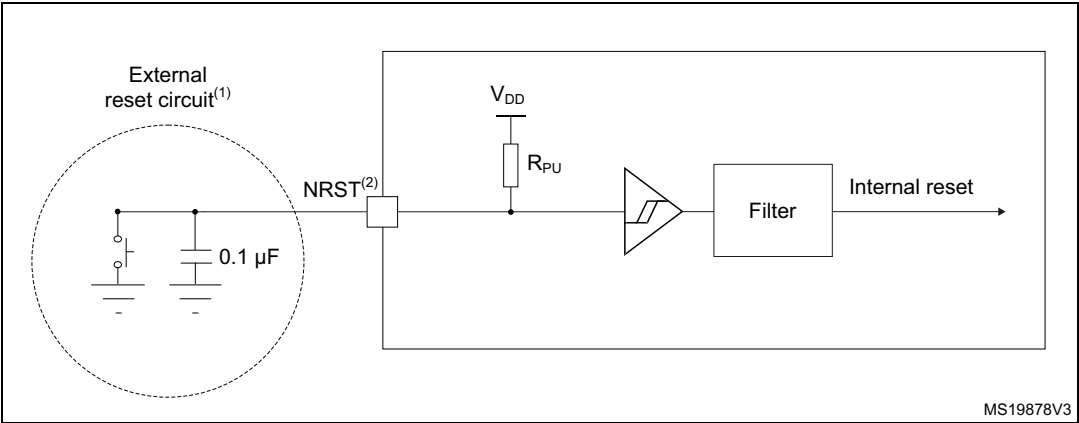 External
reset circuit(1)
VDD
RPU
NRST(2)
Filter
Internal reset
0.1 µF
MS19878V3